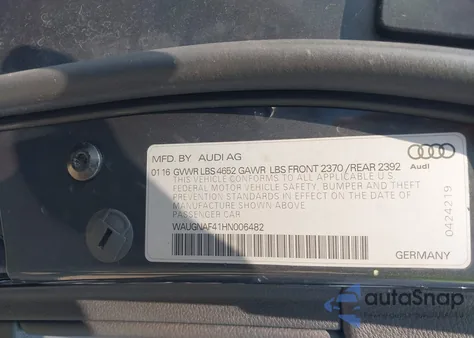 MFD. BY AUDI AG
01 16 GVWR LBS 4652 GAWR LBS FRONT 2370 /REAR 2392
THIS VEHICLE CONFORMS TO ALL APPLICABLE U.S.
FEDERAL MOTOR VEHICLE SAFETY, BUMPER AND THEFT
PREVENTION STANDARDS IN EFFECT ON THE DATE
OF MANUFACTURE SHOWN ABOVE.
PASSENGER CAR
WAUGNAF41HN006482
Audi
0424219
GERMANY
autoSnap